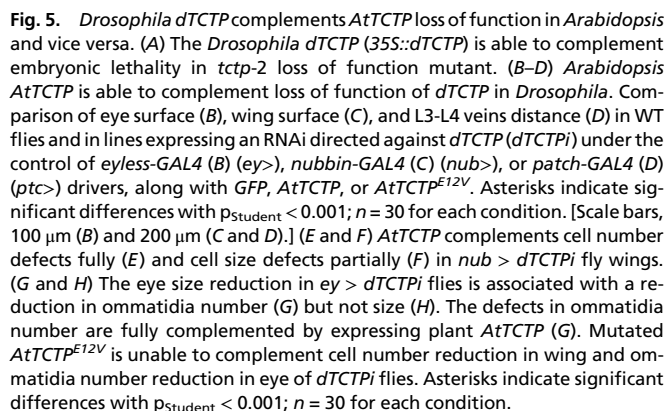 Fig. 5. Drosophila dTCTP complements AtTCTP loss of function in Arabidopsis
and vice versa. (A) The Drosophila dTCTP (35S::dTCTP) is able to complement
embryonic lethality in tctp-2 loss of function mutant. (B–D) Arabidopsis
AtTCTP is able to complement loss of function of dTCTP in Drosophila. Com-
parison of eye surface (B), wing surface (C), and L3-L4 veins distance (D) in WT
flies and in lines expressing an RNAi directed against dTCTP (dTCTPi) under the
control of eyless-GAL4 (B) (ey>), nubbin-GAL4 (C) (nub>), or patch-GAL4 (D)
(ptc>) drivers, along with GFP, AtTCTP, or AtTCTP^E12V. Asterisks indicate sig-
nificant differences with pStudent < 0.001; n = 30 for each condition. [Scale bars,
100 μm (B) and 200 μm (C and D).] (E and F) AtTCTP complements cell number
defects fully (E) and cell size defects partially (F) in nub > dTCTPi fly wings.
(G and H) The eye size reduction in ey > dTCTPi flies is associated with a re-
duction in ommatidia number (G) but not size (H). The defects in ommatidia
number are fully complemented by expressing plant AtTCTP (G). Mutated
AtTCTP^E12V is unable to complement cell number reduction in wing and om-
matidia number reduction in eye of dTCTPi flies. Asterisks indicate significant
differences with pStudent < 0.001; n = 30 for each condition.